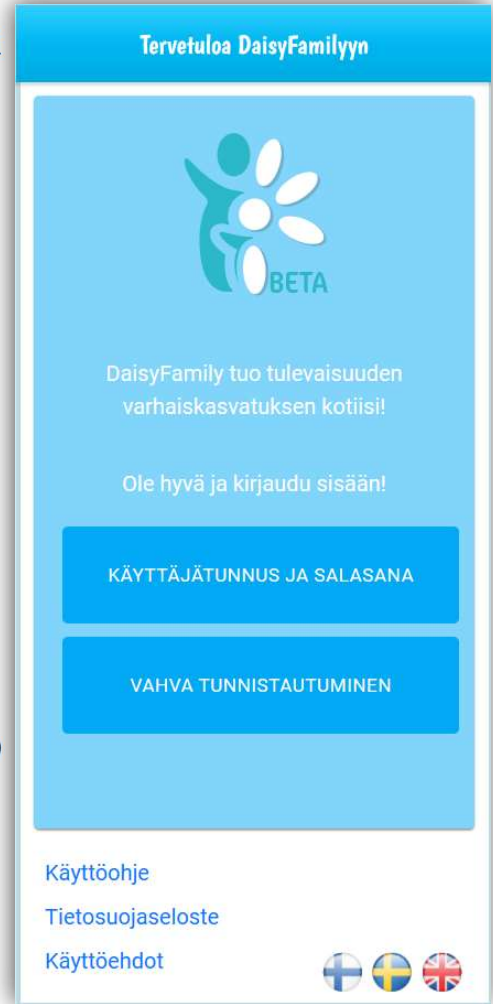 Tervetuloa DaisyFamilyyn
BETA
DaisyFamily tuo tulevaisuuden
varhaiskasvatuksen kotiisi!
Ole hyvä ja kirjaudu sisään!
KÄYTTÄJÄTUNNUS JA SALASANA
VAHVA TUNNISTAUTUMINEN
Käyttöohje
Tietosuojaseloste
Käyttöehdot